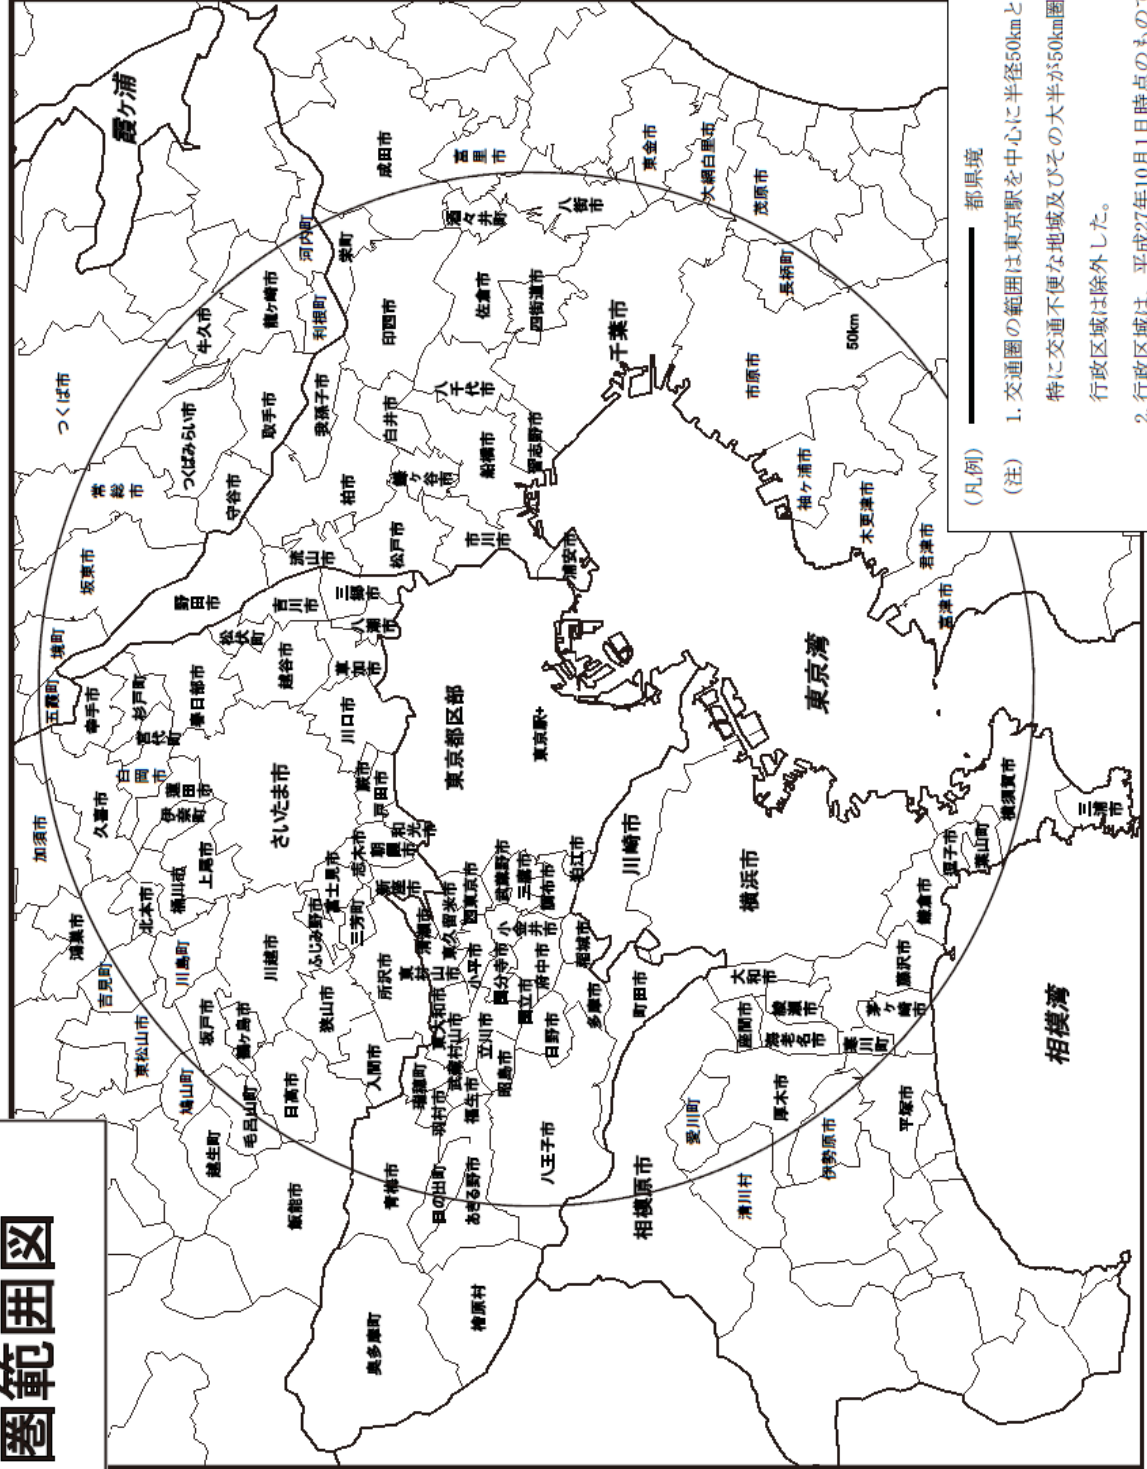 圏範囲図
霞ヶ浦
つくば市
常総市
坂東市
境町
五霞町
加須市
牛久市
龍ヶ崎市
河内町
利根町
栄町
成田市
富里市
酒々井町
八街市
東金市
大網白里市
茂原市
長柄町
つくばみらい市
取手市
守谷市
我孫子市
印西市
佐倉市
四街道市
千葉市
市原市
50km
白井市
八千代市
柏市
鎌ヶ谷市
船橋市
習志野市
袖ヶ浦市
木更津市
君津市
富津市
野田市
流山市
松戸市
市川市
浦安市
松伏町
吉川市
三郷市
八潮市
草加市
越谷市
幸手市
杉戸町
宮代町
春日部市
川口市
東京都区部
東京駅+
東京湾
久喜市
白岡市
蓮田市
伊奈町
さいたま市
蕨市
戸田市
鴻巣市
北本市
桶川市
上尾市
川島町
吉見町
東松山市
鳩山町
坂戸市
鶴ヶ島市
川越市
ふじみ野市
富士見市
三芳町
志木市
朝霞市
和光市
新座市
所沢市
狭山市
入間市
日高市
毛呂山町
越生町
飯能市
清瀬市
東久留米市
西東京市
武蔵野市
三鷹市
調布市
狛江市
東村山市
小平市
小金井市
国分寺市
府中市
稲城市
東大和市
武蔵村山市
立川市
国立市
日野市
多摩市
町田市
瑞穂町
羽村市
福生市
昭島市
八王子市
青梅市
日の出町
あきる野市
奥多摩町
檜原村
川崎市
横浜市
大和市
座間市
綾瀬市
海老名市
寒川町
藤沢市
茅ヶ崎市
鎌倉市
逗子市
葉山町
横須賀市
三浦市
相模原市
愛川町
清川村
厚木市
伊勢原市
平塚市
相模湾
(凡例) 都県境
(注) 1. 交通圏の範囲は東京駅を中心に半径50kmと
特に交通不便な地域及びその大半が50km圏
行政区域は除外した。
2. 行政区域は、平成27年10月1日時点のもので